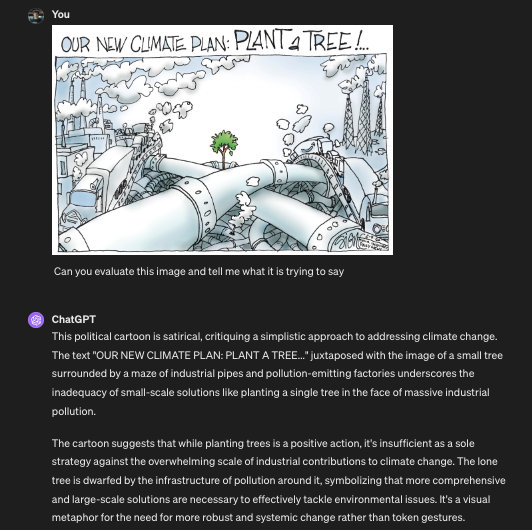 You
OUR NEW CLIMATE PLAN: PLANT a TREE!...
Can you evaluate this image and tell me what it is trying to say
ChatGPT
This political cartoon is satirical, critiquing a simplistic approach to addressing climate change.
The text "OUR NEW CLIMATE PLAN: PLANT A TREE..." juxtaposed with the image of a small tree
surrounded by a maze of industrial pipes and pollution-emitting factories underscores the
inadequacy of small-scale solutions like planting a single tree in the face of massive industrial
pollution.
The cartoon suggests that while planting trees is a positive action, it's insufficient as a sole
strategy against the overwhelming scale of industrial contributions to climate change. The lone
tree is dwarfed by the infrastructure of pollution around it, symbolizing that more comprehensive
and large-scale solutions are necessary to effectively tackle environmental issues. It's a visual
metaphor for the need for more robust and systemic change rather than token gestures.